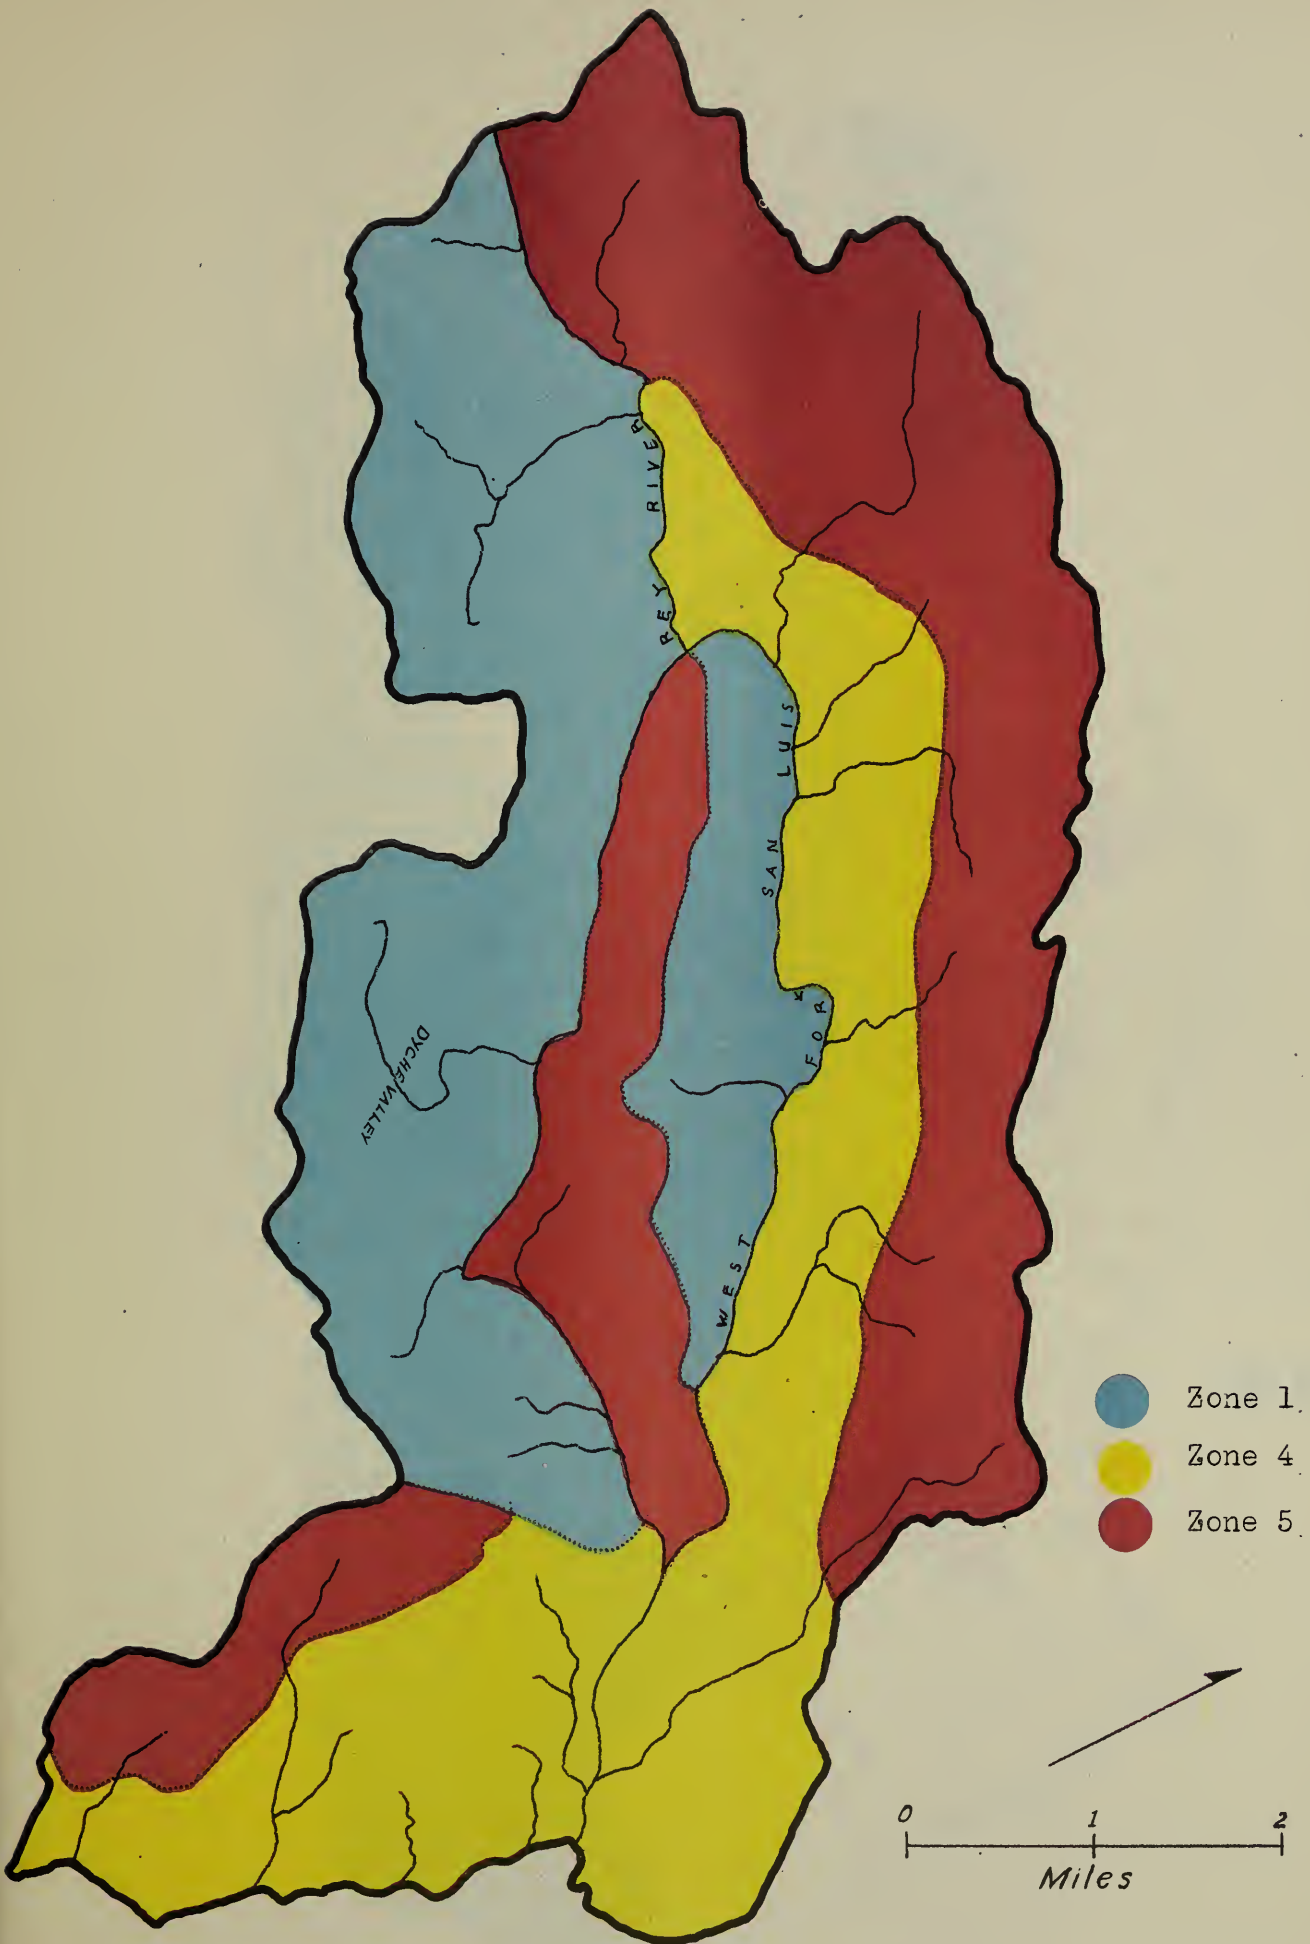 WEST FORK SAN LUIS REY RIVER
DYCHE VALLEY
Zone 1
Zone 4
Zone 5
0 1 2
Miles